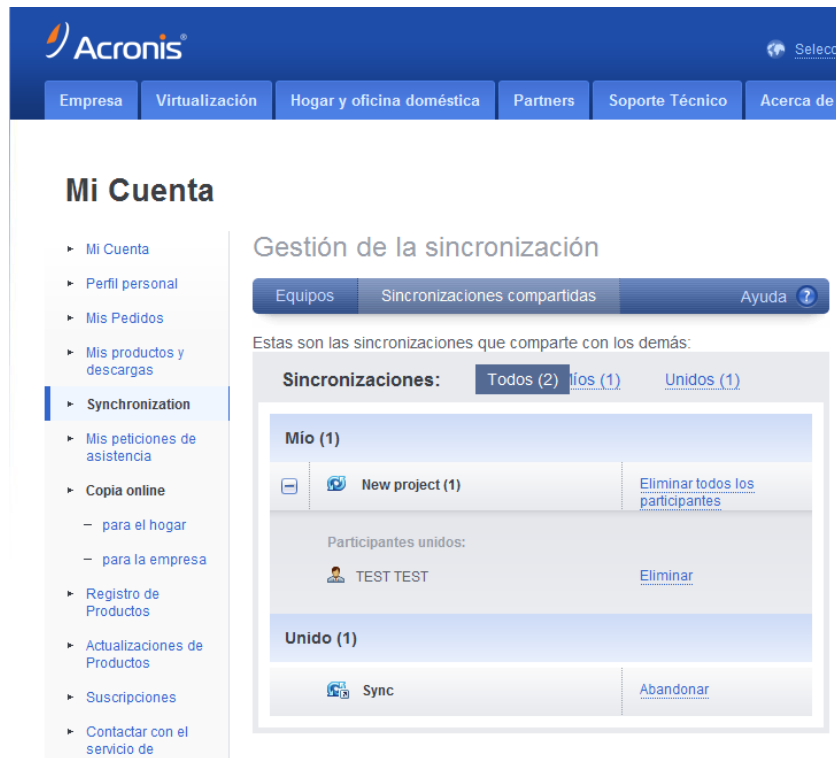 Acronis®
Selecc
Empresa Virtualización Hogar y oficina doméstica Partners Soporte Técnico Acerca de
Mi Cuenta
Mi Cuenta
Perfil personal
Mis Pedidos
Mis productos y
descargas
Synchronization
Mis peticiones de
asistencia
Copia online
– para el hogar
– para la empresa
Registro de
Productos
Actualizaciones de
Productos
Suscripciones
Contactar con el
servicio de
Gestión de la sincronización
Equipos Sincronizaciones compartidas Ayuda ?
Estas son las sincronizaciones que comparte con los demás:
Sincronizaciones: Todos (2) Míos (1) Unidos (1)
Mío (1)
New project (1) Eliminar todos los
participantes
Participantes unidos:
TEST TEST Eliminar
Unido (1)
Sync Abandonar